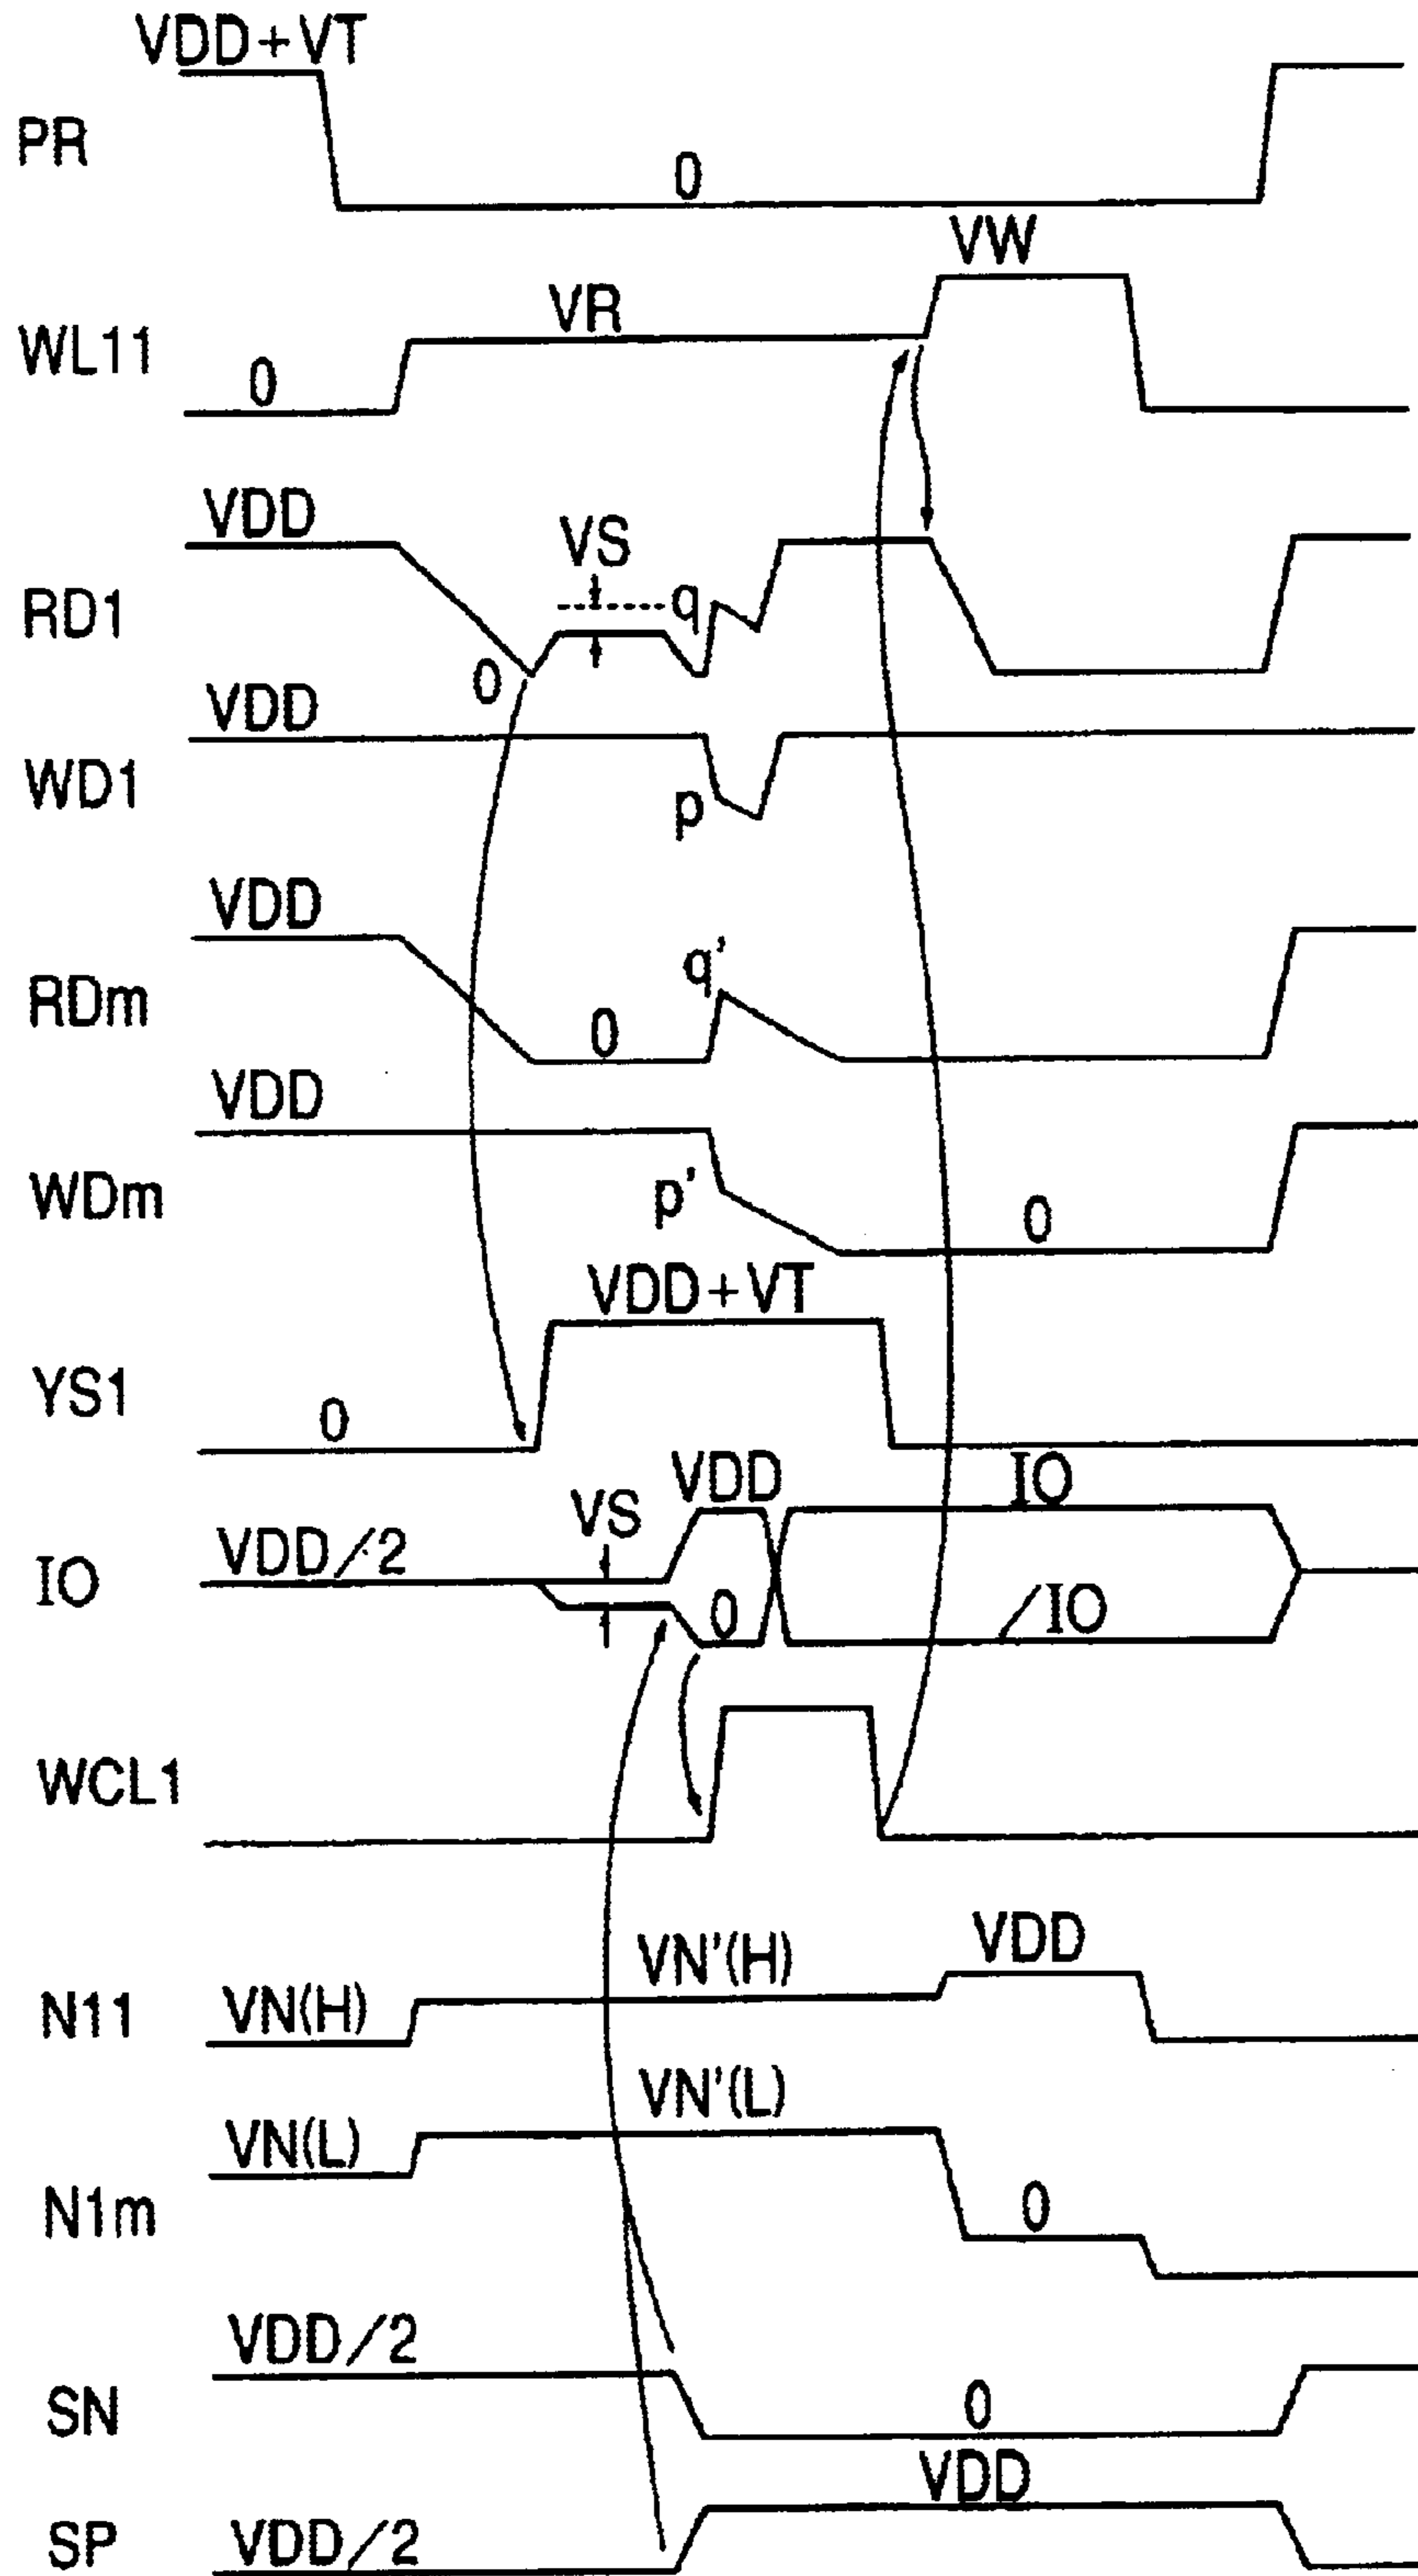 VDD+VT
PR
0
VW
VR
WL11
0
VDD
VS
q
RD1
0
VDD
WD1
p
VDD
q'
RDm
0
VDD
WDm
p'
0
VDD+VT
YS1
0
VDD
IO
VS
VDD/2
IO
0
/IO
WCL1
VDD
VN'(H)
N11
VN(H)
VN'(L)
VN(L)
N1m
0
VDD/2
SN
0
VDD
SP
VDD/2